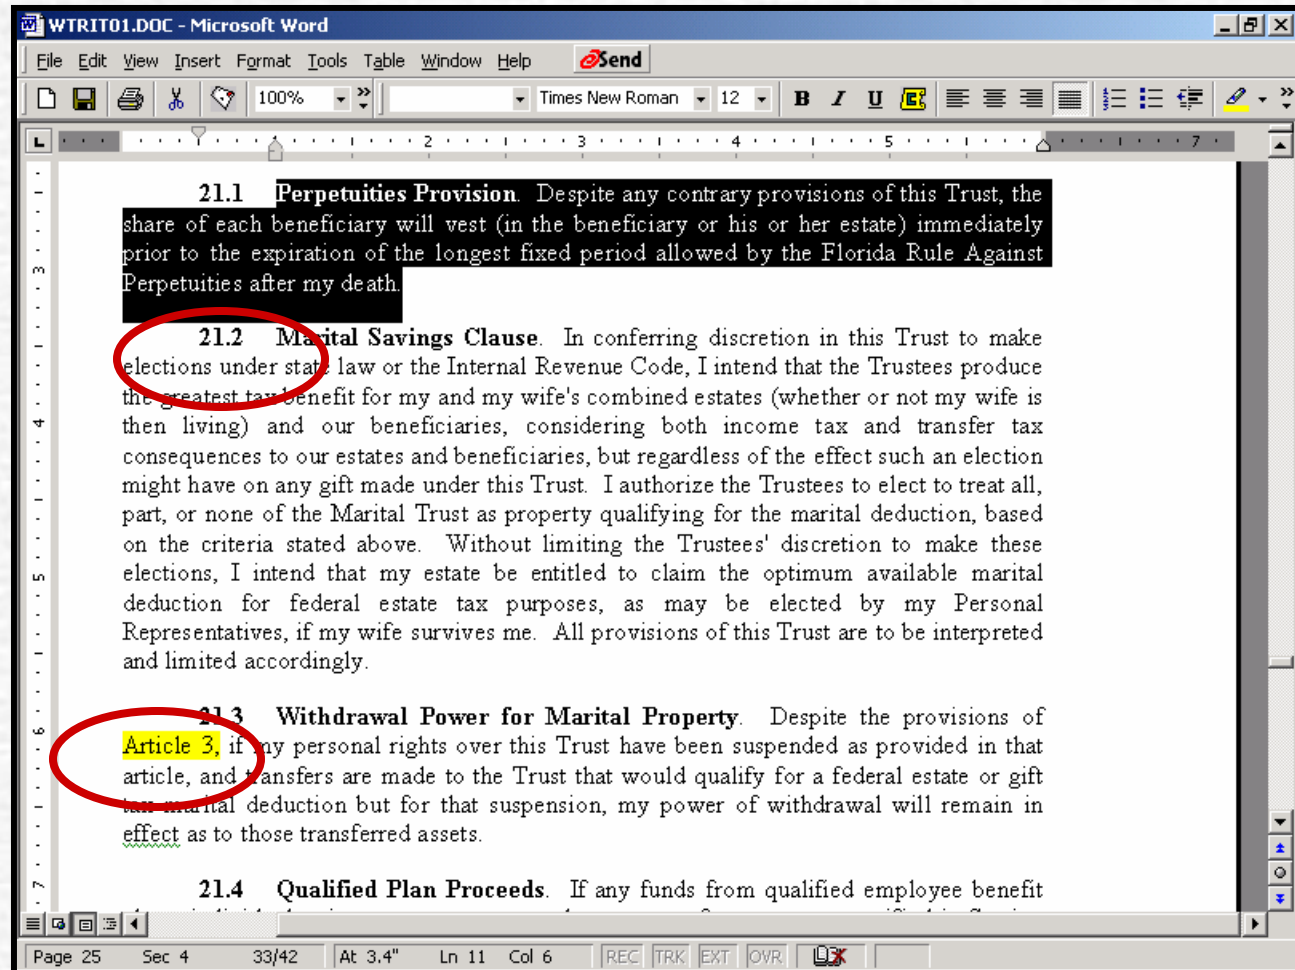 WTRIT01.DOC - Microsoft Word
File Edit View Insert Format Tools Table Window Help Send
100% Times New Roman 12 B I U
1 2 3 4 5 7
21.1 Perpetuities Provision. Despite any contrary provisions of this Trust, the
share of each beneficiary will vest (in the beneficiary or his or her estate) immediately
prior to the expiration of the longest fixed period allowed by the Florida Rule Against
Perpetuities after my death.
21.2 Marital Savings Clause. In conferring discretion in this Trust to make
elections under state law or the Internal Revenue Code, I intend that the Trustees produce
the greatest tax benefit for my and my wife's combined estates (whether or not my wife is
then living) and our beneficiaries, considering both income tax and transfer tax
consequences to our estates and beneficiaries, but regardless of the effect such an election
might have on any gift made under this Trust. I authorize the Trustees to elect to treat all,
part, or none of the Marital Trust as property qualifying for the marital deduction, based
on the criteria stated above. Without limiting the Trustees' discretion to make these
elections, I intend that my estate be entitled to claim the optimum available marital
deduction for federal estate tax purposes, as may be elected by my Personal
Representatives, if my wife survives me. All provisions of this Trust are to be interpreted
and limited accordingly.
21.3 Withdrawal Power for Marital Property. Despite the provisions of
Article 3, if my personal rights over this Trust have been suspended as provided in that
article, and transfers are made to the Trust that would qualify for a federal estate or gift
tax marital deduction but for that suspension, my power of withdrawal will remain in
effect as to those transferred assets.
21.4 Qualified Plan Proceeds. If any funds from qualified employee benefit
Page 25 Sec 4 33/42 At 3.4" Ln 11 Col 6 REC TRK EXT OVR